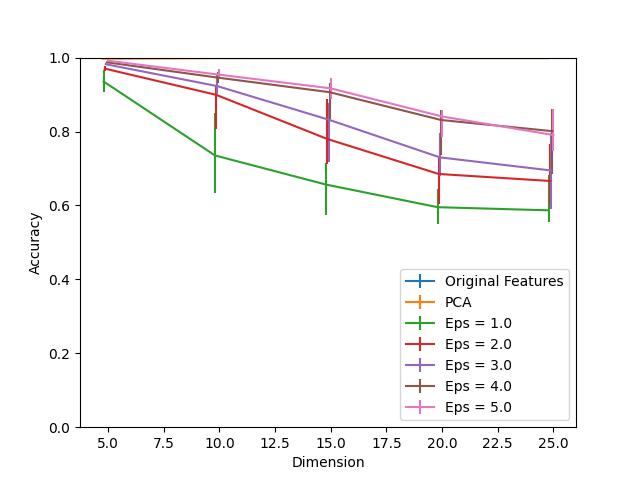 1.0
0.8
0.6
0.4
0.2
0.0
Accuracy
Original Features
PCA
Eps = 1.0
Eps = 2.0
Eps = 3.0
Eps = 4.0
Eps = 5.0
5.0 7.5 10.0 12.5 15.0 17.5 20.0 22.5 25.0
Dimension